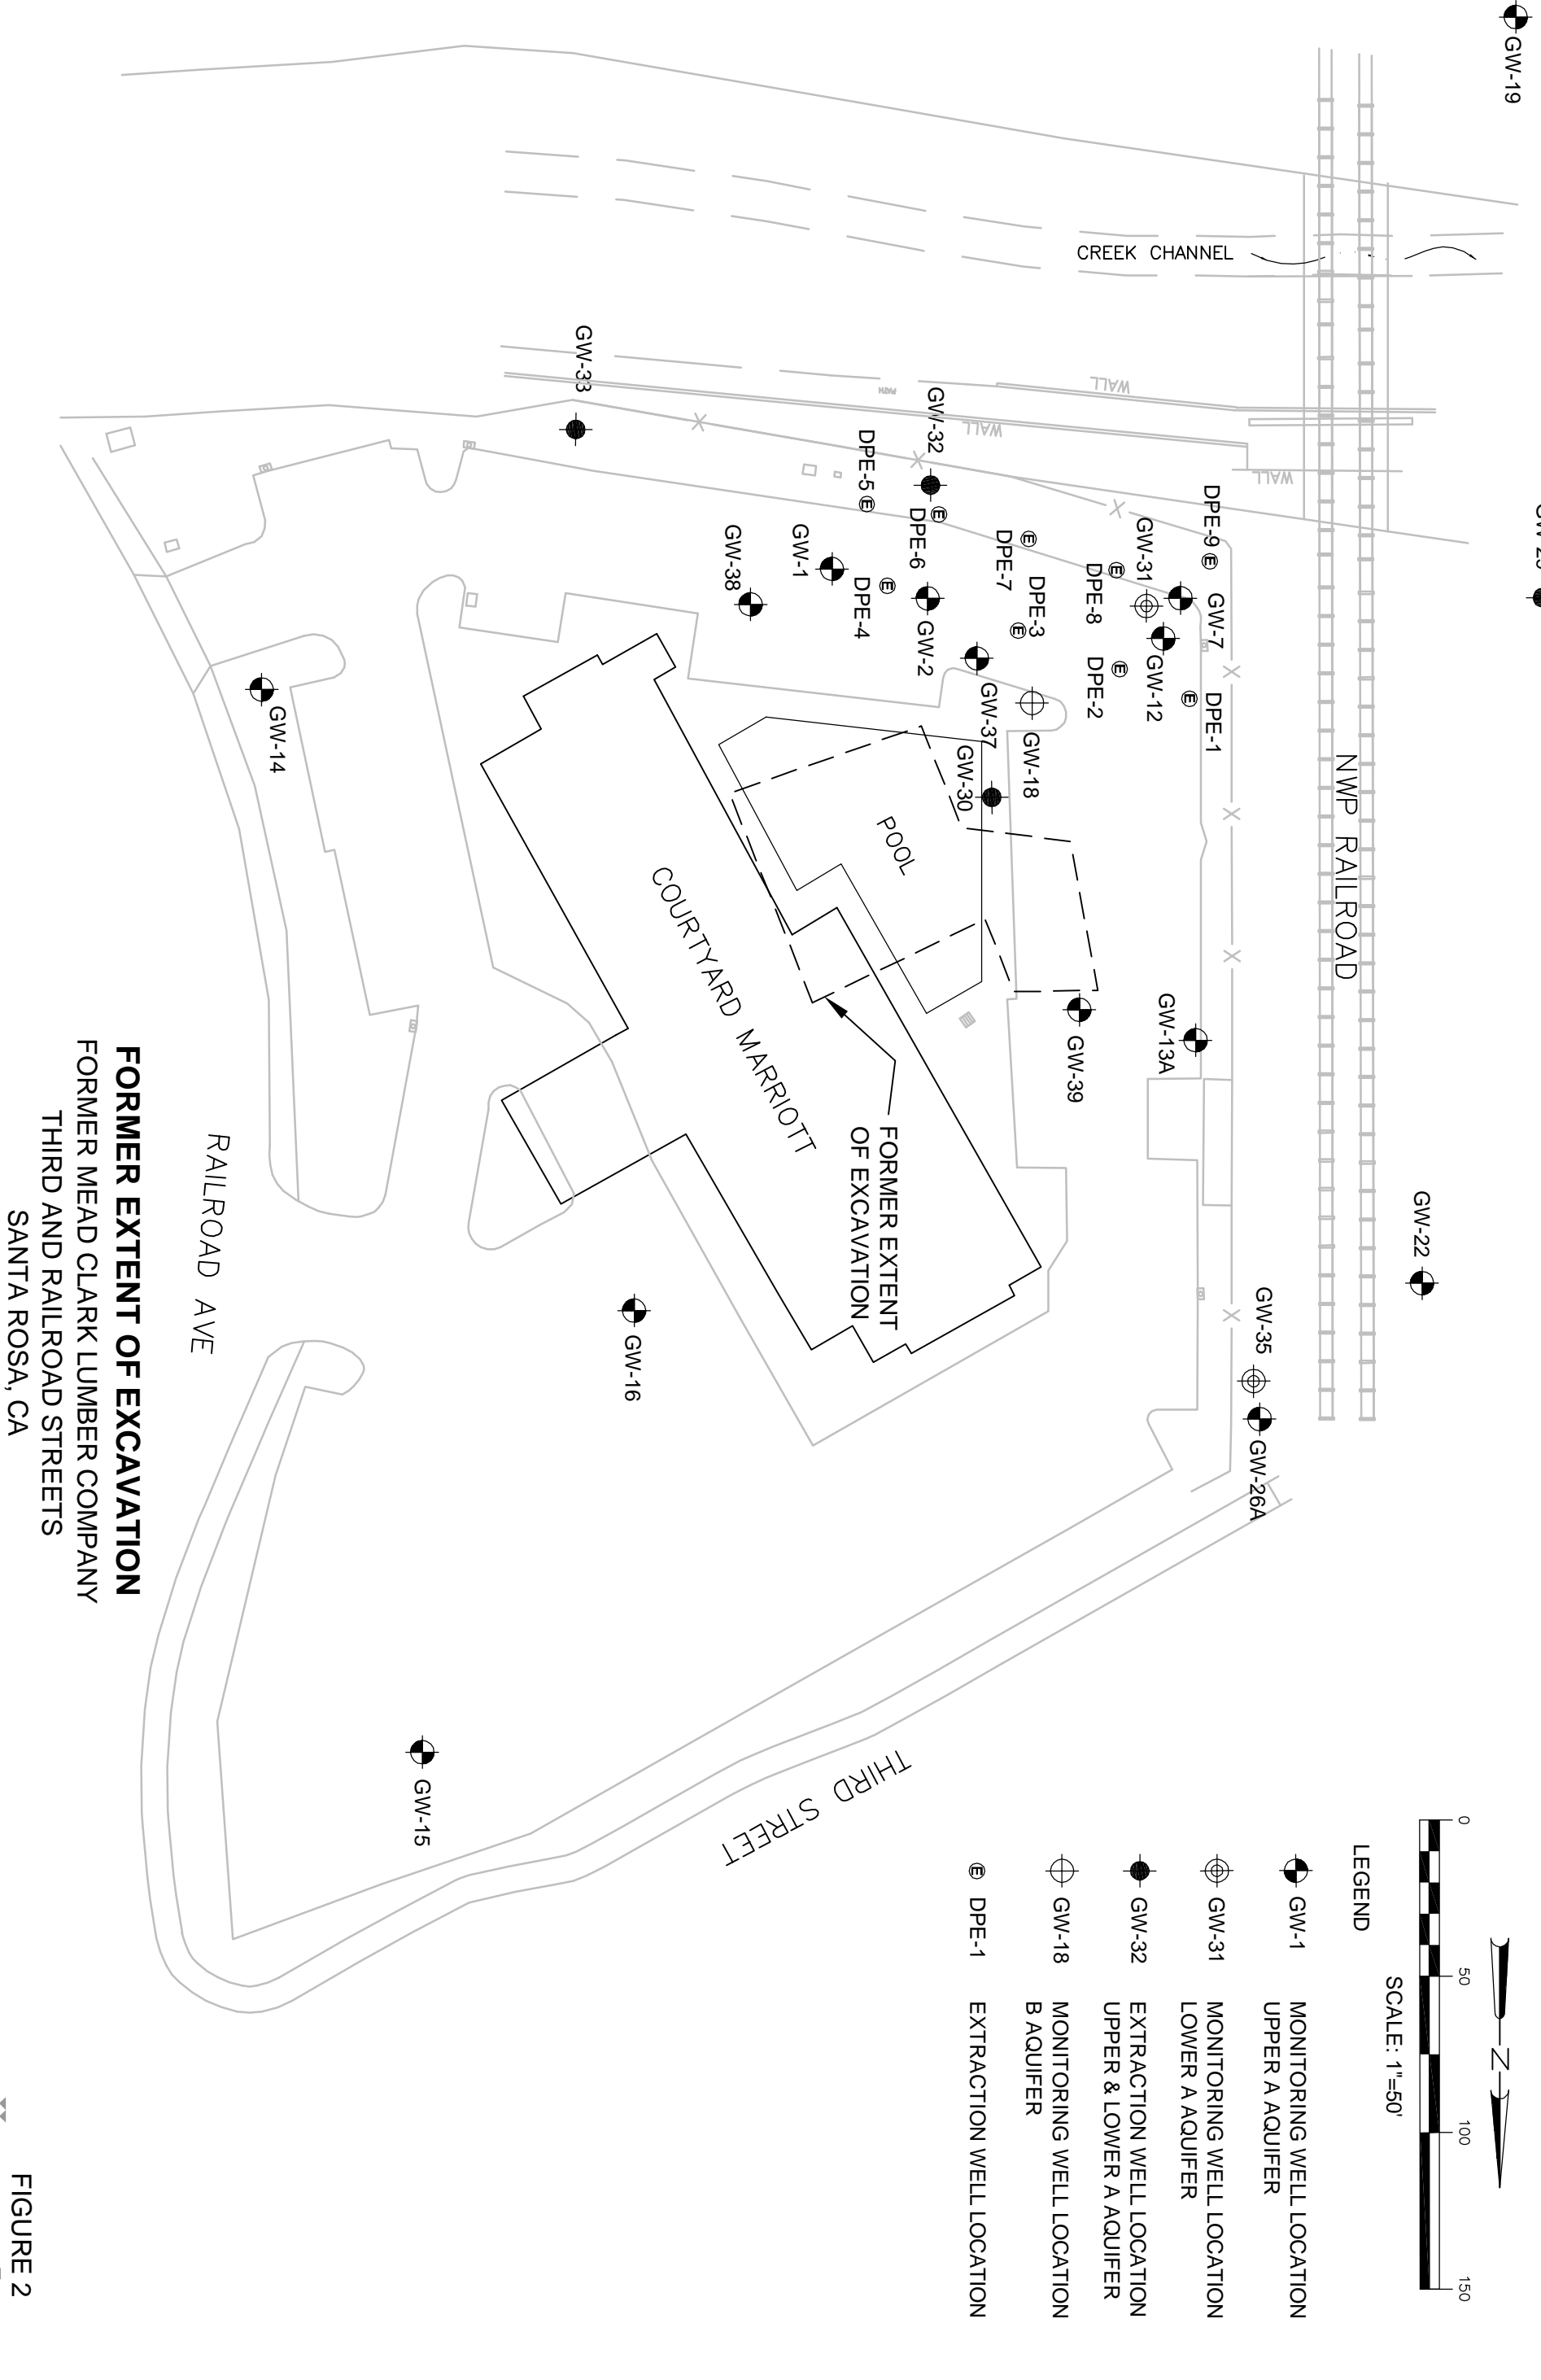 GW-19
CREEK CHANNEL
GW-33
GW-32
WALL
WALL
WALL
DPE-5
E
DPE-6
E
DPE-7
E
DPE-9
E
GW-31
DPE-8
E
GW-38
GW-1
DPE-4
E
GW-2
DPE-3
E
GW-7
GW-12
DPE-2
E
DPE-1
E
GW-37
GW-18
GW-30
GW-14
POOL
NWP RAILROAD
COURTYARD MARRIOTT
GW-39
GW-13A
FORMER EXTENT
OF EXCAVATION
GW-22
GW-35
GW-26A
GW-16
GW-15
RAILROAD AVE
THIRD STREET
0
50
100
150
SCALE: 1"=50'
N
LEGEND
GW-1 MONITORING WELL LOCATION
UPPER A AQUIFER
GW-31 MONITORING WELL LOCATION
LOWER A AQUIFER
GW-32 EXTRACTION WELL LOCATION
UPPER & LOWER A AQUIFER
GW-18 MONITORING WELL LOCATION
B AQUIFER
E DPE-1 EXTRACTION WELL LOCATION
FORMER EXTENT OF EXCAVATION
FORMER MEAD CLARK LUMBER COMPANY
THIRD AND RAILROAD STREETS
SANTA ROSA, CA
FIGURE 2